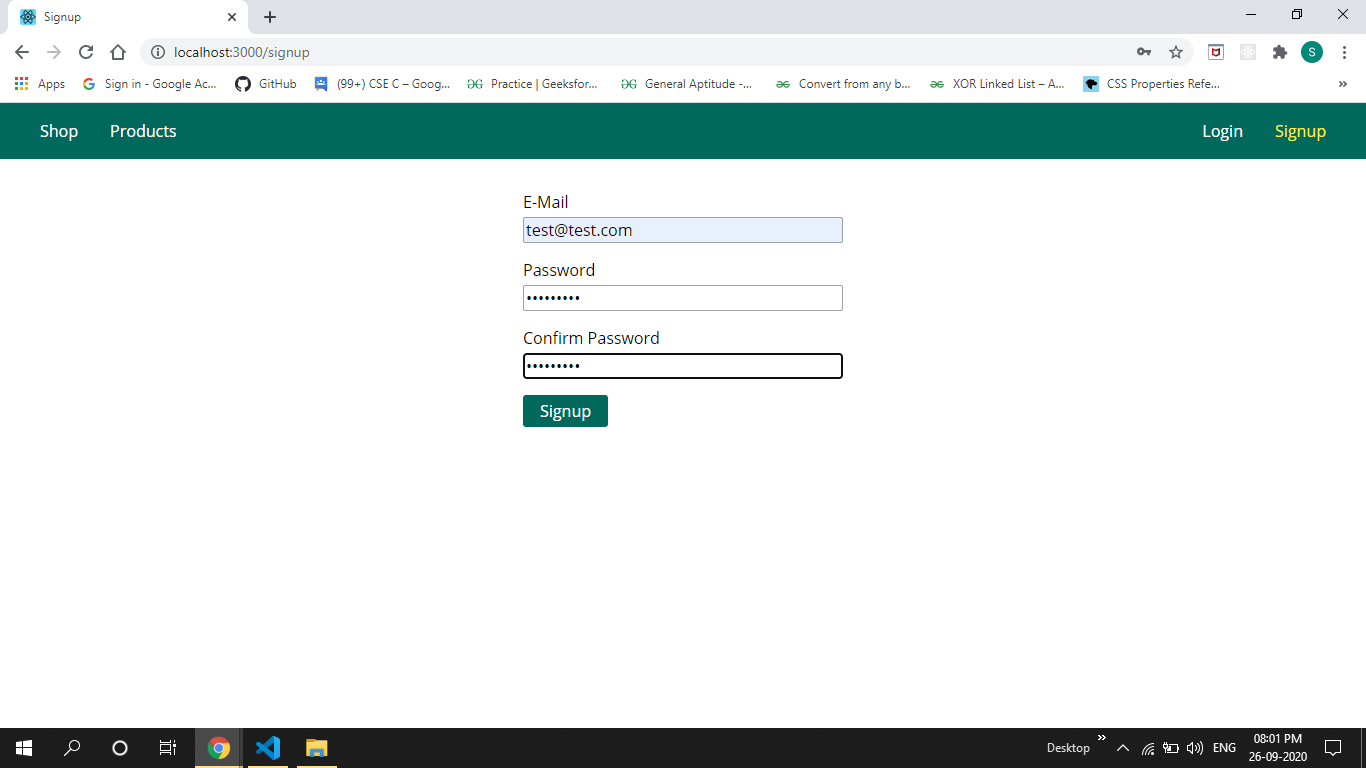 Signup
localhost:3000/signup
S
Apps
Sign in - Google Ac...
GitHub
(99+) CSE C – Goog...
Practice | Geeksfor...
General Aptitude -...
Convert from any b...
XOR Linked List – A...
CSS Properties Refe...
»
Shop Products Login Signup
E-Mail
test@test.com
Password
•••••••••
Confirm Password
•••••••••
Signup
Desktop
»
ENG
08:01 PM
26-09-2020